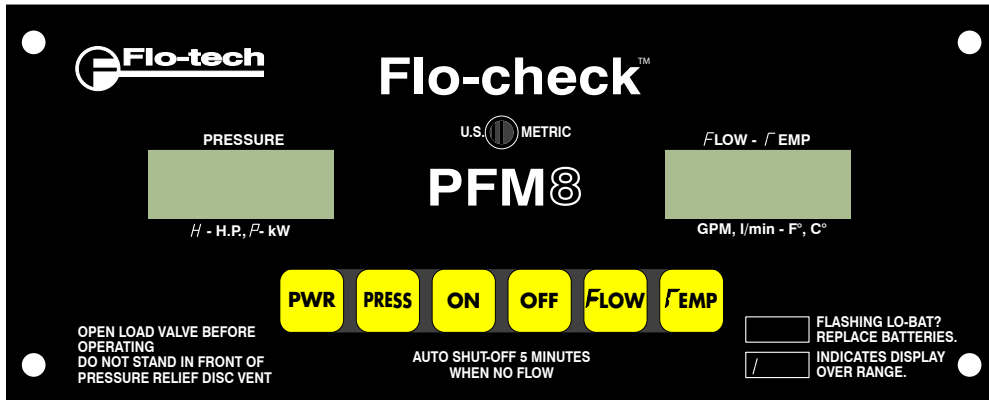 Flo-tech
Flo-check™
U.S. METRIC
PRESSURE
FLOW - TEMP
PFM8
H - H.P., P- kW
GPM, l/min - F°, C°
PWR PRESS ON OFF FLOW TEMP
OPEN LOAD VALVE BEFORE
OPERATING
DO NOT STAND IN FRONT OF
PRESSURE RELIEF DISC VENT
AUTO SHUT-OFF 5 MINUTES
WHEN NO FLOW
FLASHING LO-BAT?
REPLACE BATTERIES.
/ INDICATES DISPLAY
OVER RANGE.